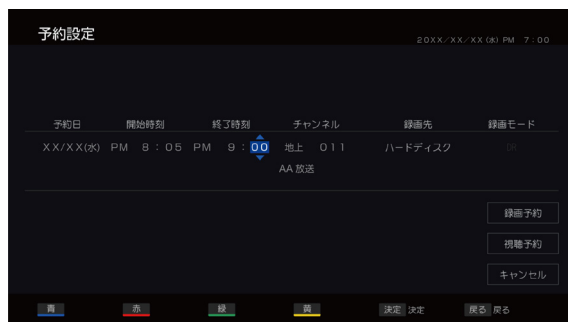 予約設定
20XX/XX/XX (水) PM 7:00
予約日 開始時刻 終了時刻 チャンネル 録画先 録画モード
XX/XX(水) PM 8:05 PM 9:00 地上 011 ハードディスク DR
AA 放送
録画予約
視聴予約
キャンセル
青 赤 緑 黄 決定 決定 戻る 戻る